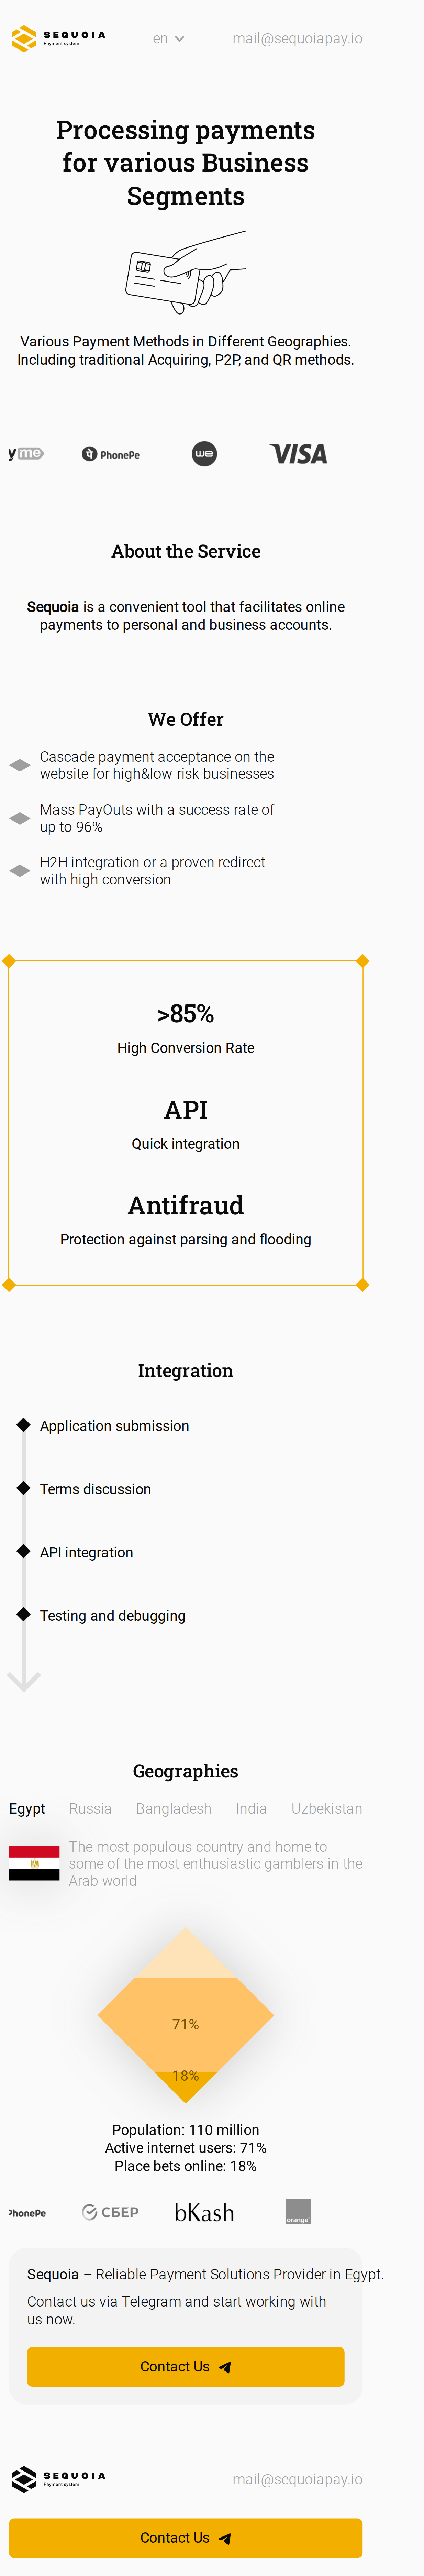 SEQUOIA
Payment system
en
mail@sequoiapay.io
Processing payments
for various Business
Segments
Various Payment Methods in Different Geographies.
Including traditional Acquiring, P2P, and QR methods.
y me
PhonePe
we
VISA
About the Service
Sequoia is a convenient tool that facilitates online
payments to personal and business accounts.
We Offer
Cascade payment acceptance on the
website for high&low-risk businesses
Mass PayOuts with a success rate of
up to 96%
H2H integration or a proven redirect
with high conversion
>85%
High Conversion Rate
API
Quick integration
Antifraud
Protection against parsing and flooding
Integration
Application submission
Terms discussion
API integration
Testing and debugging
Geographies
Egypt Russia Bangladesh India Uzbekistan
The most populous country and home to
some of the most enthusiastic gamblers in the
Arab world
71%
18%
Population: 110 million
Active internet users: 71%
Place bets online: 18%
PhonePe
СБЕР
bKash
orange
Sequoia – Reliable Payment Solutions Provider in Egypt.
Contact us via Telegram and start working with
us now.
Contact Us
SEQUOIA
Payment system
mail@sequoiapay.io
Contact Us